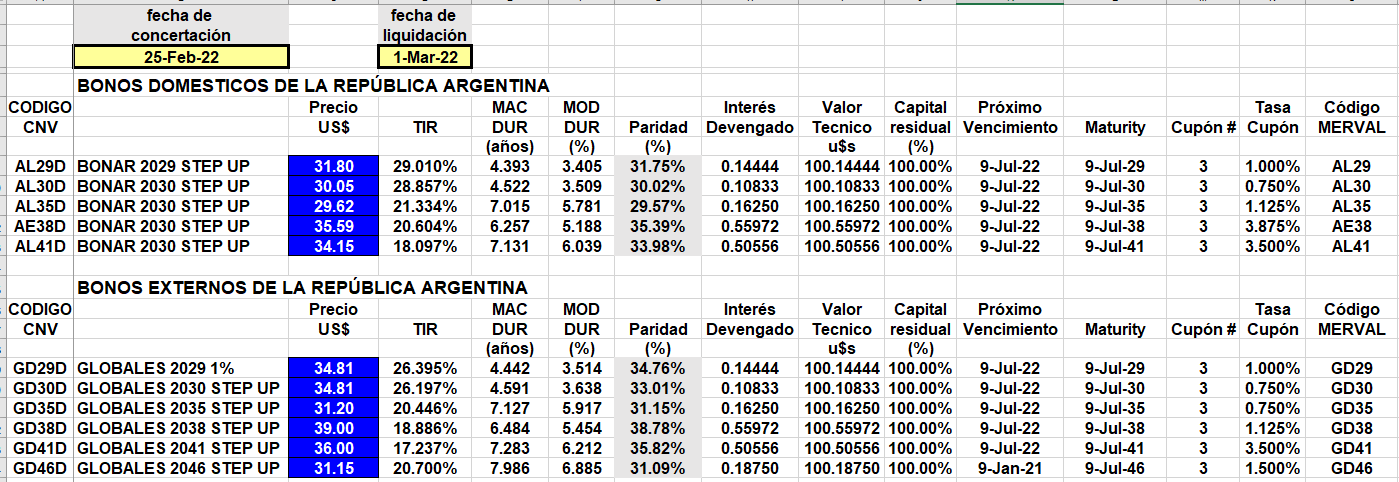 fecha de fecha de
concertación liquidación
25-Feb-22 1-Mar-22
BONOS DOMESTICOS DE LA REPÚBLICA ARGENTINA
CODIGO Precio MAC MOD Interés Valor Capital Próximo Tasa Código
CNV US$ TIR DUR DUR Paridad Devengado Tecnico residual Vencimiento Maturity Cupón # Cupón MERVAL
(años) (%) (%) u$s (%)
AL29D BONAR 2029 STEP UP 31.80 29.010% 4.393 3.405 31.75% 0.14444 100.14444 100.00% 9-Jul-22 9-Jul-29 3 1.000% AL29
AL30D BONAR 2030 STEP UP 30.05 28.857% 4.522 3.509 30.02% 0.10833 100.10833 100.00% 9-Jul-22 9-Jul-30 3 0.750% AL30
AL35D BONAR 2030 STEP UP 29.62 21.334% 7.015 5.781 29.57% 0.16250 100.16250 100.00% 9-Jul-22 9-Jul-35 3 1.125% AL35
AE38D BONAR 2030 STEP UP 35.59 20.604% 6.257 5.188 35.39% 0.55972 100.55972 100.00% 9-Jul-22 9-Jul-38 3 3.875% AE38
AL41D BONAR 2030 STEP UP 34.15 18.097% 7.131 6.039 33.98% 0.50556 100.50556 100.00% 9-Jul-22 9-Jul-41 3 3.500% AL41
BONOS EXTERNOS DE LA REPÚBLICA ARGENTINA
CODIGO Precio MAC MOD Interés Valor Capital Próximo Tasa Código
CNV US$ TIR DUR DUR Paridad Devengado Tecnico residual Vencimiento Maturity Cupón # Cupón MERVAL
(años) (%) (%) u$s (%)
GD29D GLOBALES 2029 1% 34.81 26.395% 4.442 3.514 34.76% 0.14444 100.14444 100.00% 9-Jul-22 9-Jul-29 3 1.000% GD29
GD30D GLOBALES 2030 STEP UP 34.81 26.197% 4.591 3.638 33.01% 0.10833 100.10833 100.00% 9-Jul-22 9-Jul-30 3 0.750% GD30
GD35D GLOBALES 2035 STEP UP 31.20 20.446% 7.127 5.917 31.15% 0.16250 100.16250 100.00% 9-Jul-22 9-Jul-35 3 0.750% GD35
GD38D GLOBALES 2038 STEP UP 39.00 18.886% 6.484 5.454 38.78% 0.55972 100.55972 100.00% 9-Jul-22 9-Jul-38 3 1.125% GD38
GD41D GLOBALES 2041 STEP UP 36.00 17.237% 7.283 6.212 35.82% 0.50556 100.50556 100.00% 9-Jul-22 9-Jul-41 3 3.500% GD41
GD46D GLOBALES 2046 STEP UP 31.15 20.700% 7.986 6.885 31.09% 0.18750 100.18750 100.00% 9-Jan-21 9-Jul-46 3 1.500% GD46